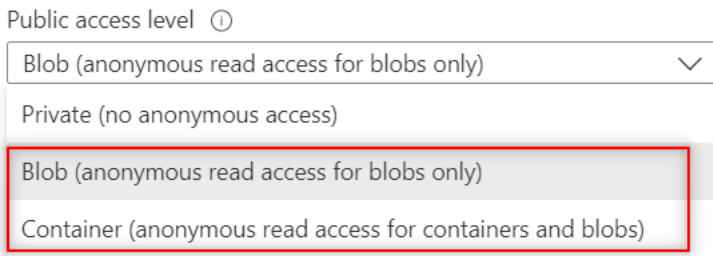 Public access level
Blob (anonymous read access for blobs only)
Private (no anonymous access)
Blob (anonymous read access for blobs only)
Container (anonymous read access for containers and blobs)